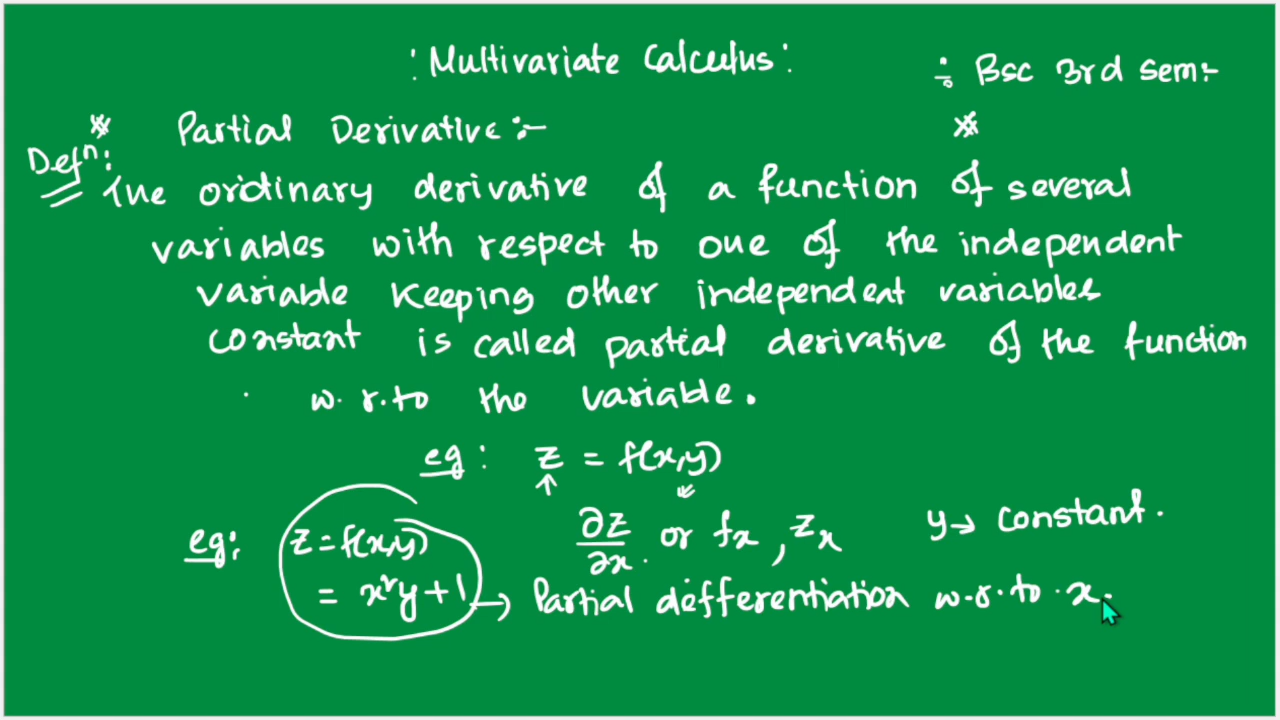 : Multivariate Calculus :
÷ Bsc 3rd sem:-
* Partial Derivative :- *
Defⁿ: The ordinary derivative of a function of several
variables with respect to one of the independent
variable keeping other independent variables
constant is called partial derivative of the function
w.r.to the variable.
eg : z = f(x,y)
eg: z = f(x,y) ∂z/∂x or fx , zx y → constant.
= x²y+1 → Partial defferentiation w.r.to.x.